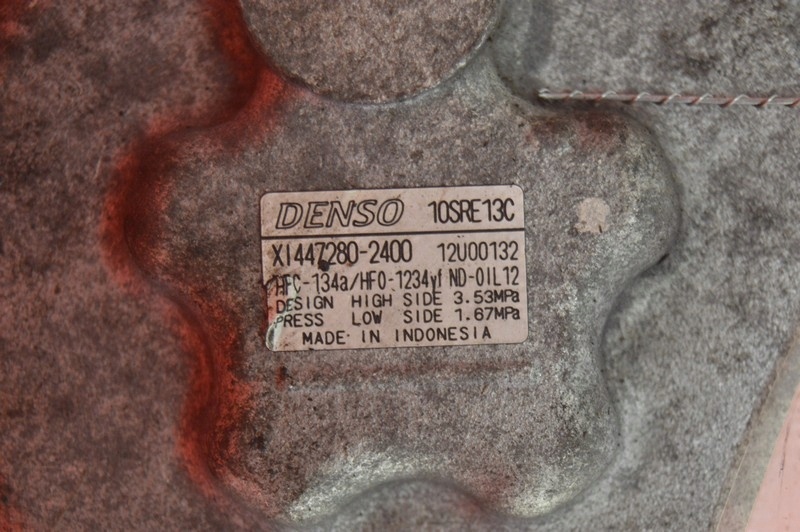 DENSO 10SRE13C
XI447280-2400 12U00132
HFC-134a/HFO-1234yf ND-OIL12
DESIGN HIGH SIDE 3.53MPa
PRESS LOW SIDE 1.67MPa
MADE IN INDONESIA